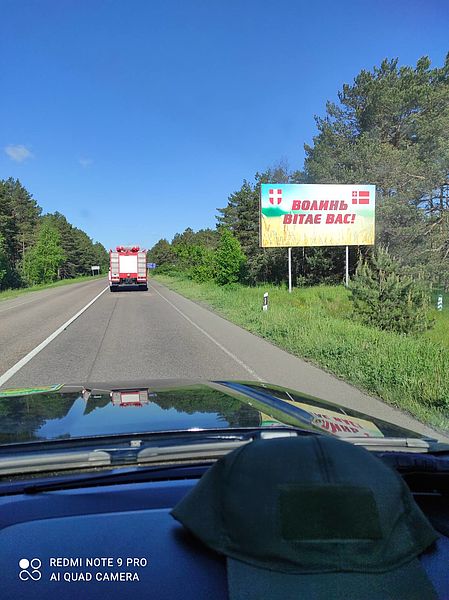 ВОЛИНЬ
ВІТАЄ ВАС!
REDMI NOTE 9 PRO
AI QUAD CAMERA